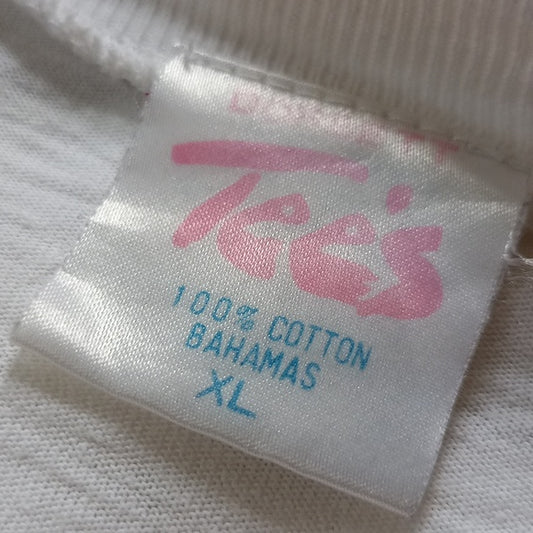 Tee's
100% COTTON
BAHAMAS
XL